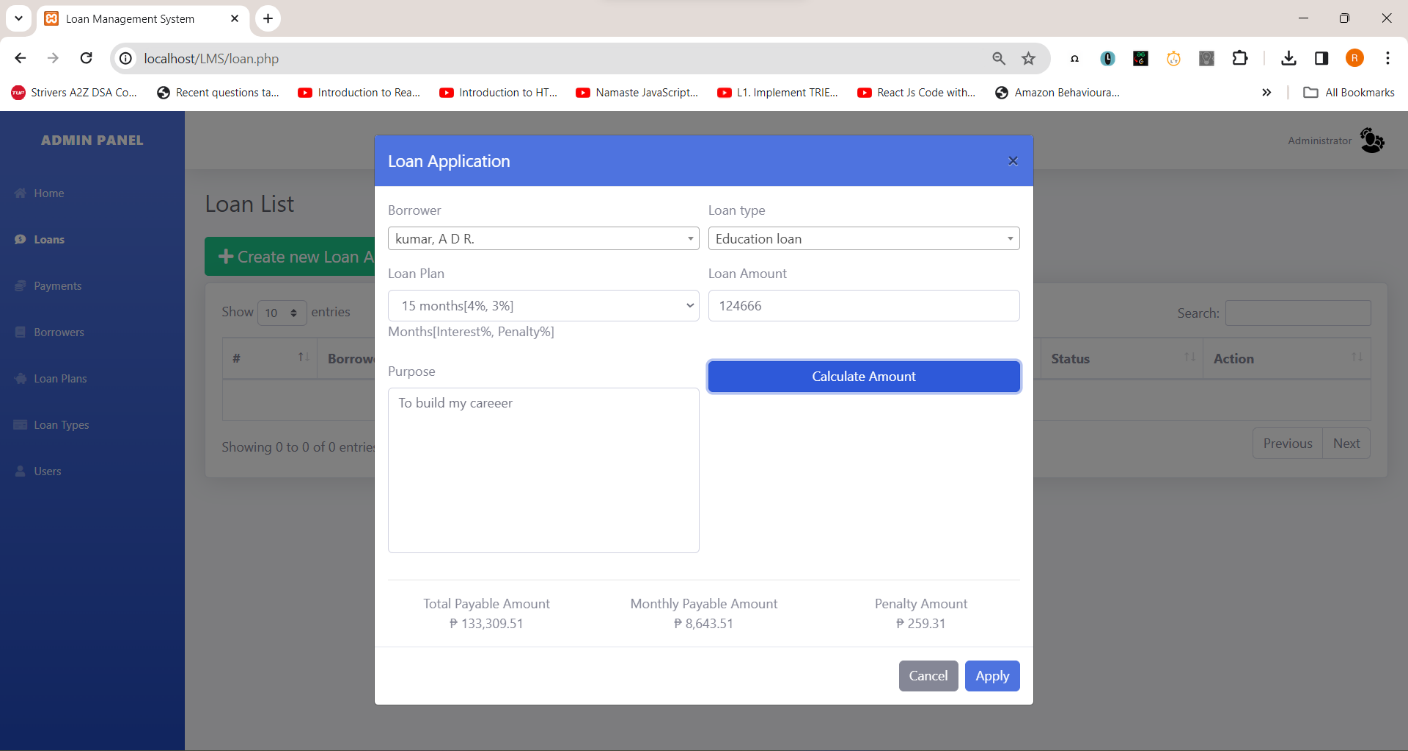 Loan Management System
localhost/LMS/loan.php
R
Strivers A2Z DSA Co...
Recent questions ta...
Introduction to Rea...
Introduction to HT...
Namaste JavaScript...
L1. Implement TRIE...
React Js Code with...
Amazon Behavioura...
All Bookmarks
ADMIN PANEL
Administrator
Home
Loans
Payments
Borrowers
Loan Plans
Loan Types
Users
Loan List
Create new Loan A
Show 10 entries
Search:
# Borrow
Status Action
Showing 0 to 0 of 0 entrie
Previous Next
Loan Application
Borrower Loan type
kumar, A D R. Education loan
Loan Plan Loan Amount
15 months[4%, 3%] 124666
Months[Interest%, Penalty%]
Purpose
Calculate Amount
To build my careeer
Total Payable Amount Monthly Payable Amount Penalty Amount
₱ 133,309.51 ₱ 8,643.51 ₱ 259.31
Cancel Apply